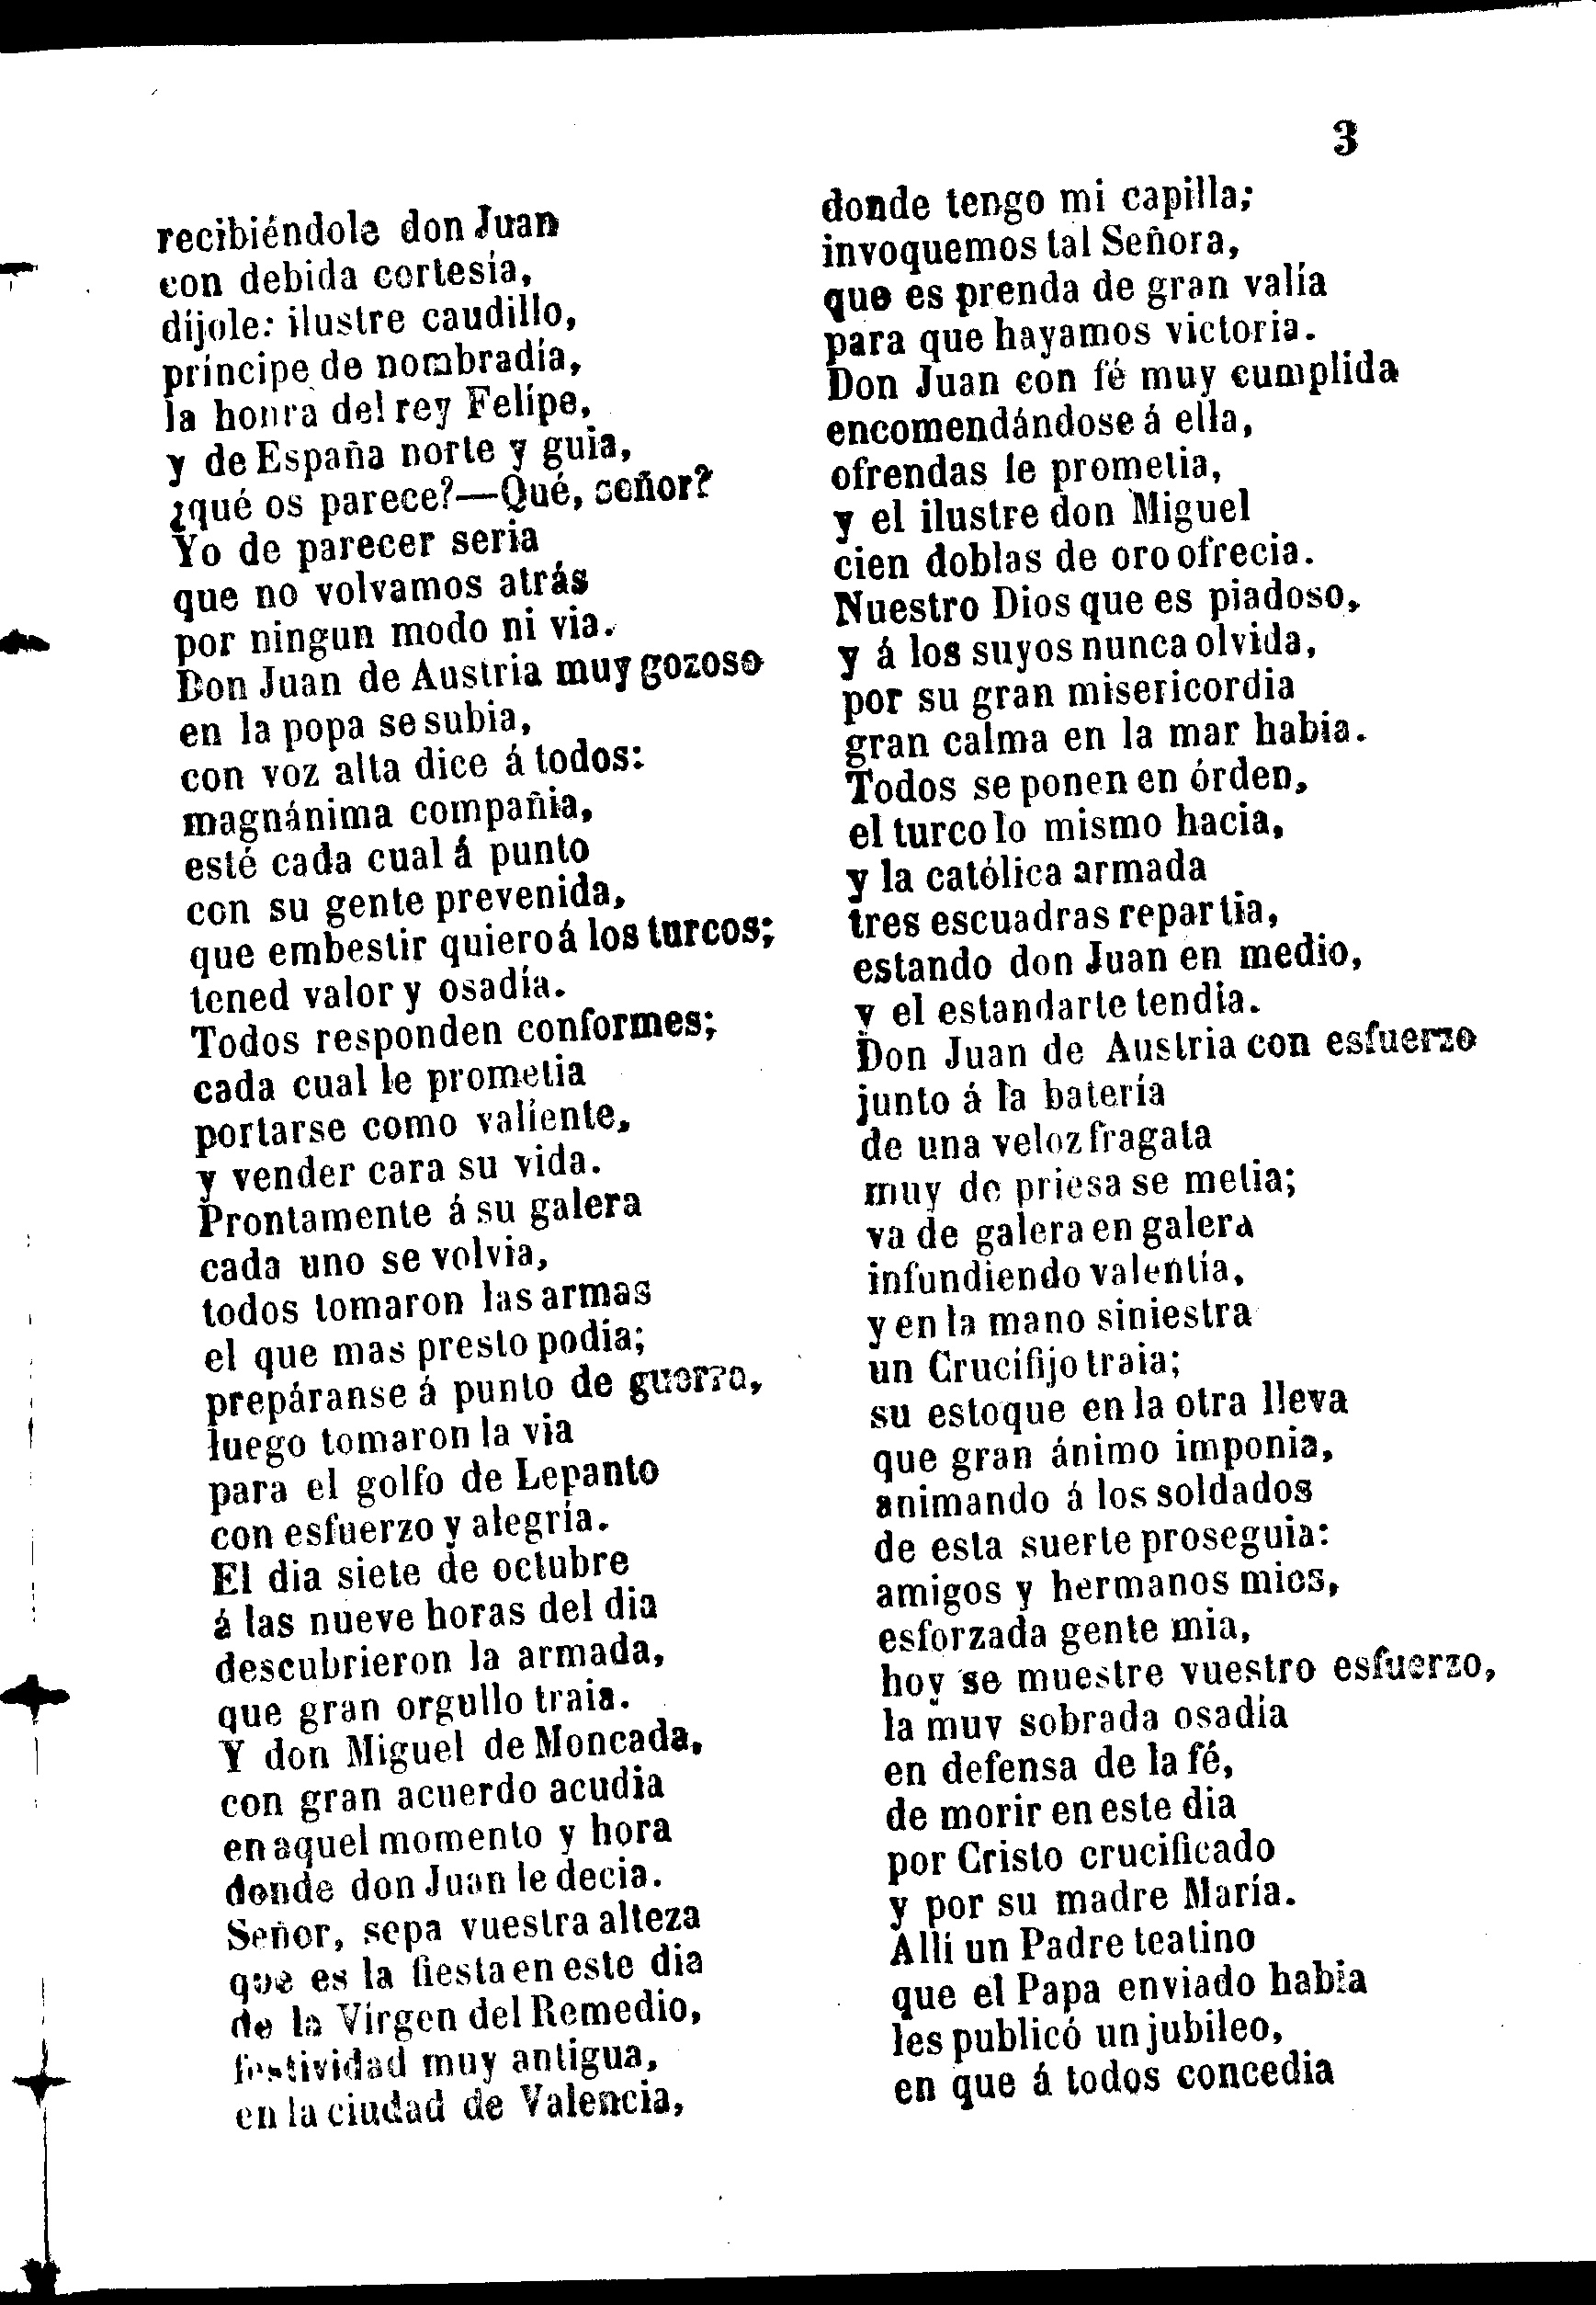 3
recibiéndole don Juan
con debida cortesía,
díjole: ilustre caudillo,
príncipe de nombradía,
la honra del rey Felipe,
y de España norte y guia,
¿qué os parece?—Qué, señor?
Yo de parecer seria
que no volvamos atrás
por ningun modo ni via.
Don Juan de Austria muy gozoso
en la popa se subia,
con voz alta dice á todos:
magnánima compañia,
esté cada cual á punto
con su gente prevenida,
que embestir quiero á los turcos;
tened valor y osadía.
Todos responden conformes;
cada cual le prometia
portarse como valiente,
y vender cara su vida.
Prontamente á su galera
cada uno se volvia,
todos tomaron las armas
el que mas presto podia;
prepáranse á punto de guerra,
luego tomaron la via
para el golfo de Lepanto
con esfuerzo y alegría.
El dia siete de octubre
á las nueve horas del dia
descubrieron la armada,
que gran orgullo traia.
Y don Miguel de Moncada,
con gran acuerdo acudia
en aquel momento y hora
donde don Juan le decia.
Señor, sepa vuestra alteza
que es la fiesta en este dia
de la Vírgen del Remedio,
festividad muy antigua,
en la ciudad de Valencia,
donde tengo mi capilla;
invoquemos tal Señora,
que es prenda de gran valía
para que hayamos victoria.
Don Juan con fé muy cumplida
encomendándose á ella,
ofrendas le prometia,
y el ilustre don Miguel
cien doblas de oro ofrecia.
Nuestro Dios que es piadoso,
y á los suyos nunca olvida,
por su gran misericordia
gran calma en la mar habia.
Todos se ponen en órden,
el turco lo mismo hacia,
y la católica armada
tres escuadras repartia,
estando don Juan en medio,
y el estandarte tendia.
Don Juan de Austria con esfuerzo
junto á la batería
de una veloz fragata
muy de priesa se metia;
va de galera en galera
infundiendo valentía,
y en la mano siniestra
un Crucifijo traia;
su estoque en la otra lleva
que gran ánimo imponia,
animando á los soldados
de esta suerte proseguia:
amigos y hermanos mios,
esforzada gente mia,
hoy se muestre vuestro esfuerzo,
la muy sobrada osadía
en defensa de la fé,
de morir en este dia
por Cristo crucificado
y por su madre María.
Allí un Padre teatino
que el Papa enviado habia
les publicó un jubileo,
en que á todos concedia